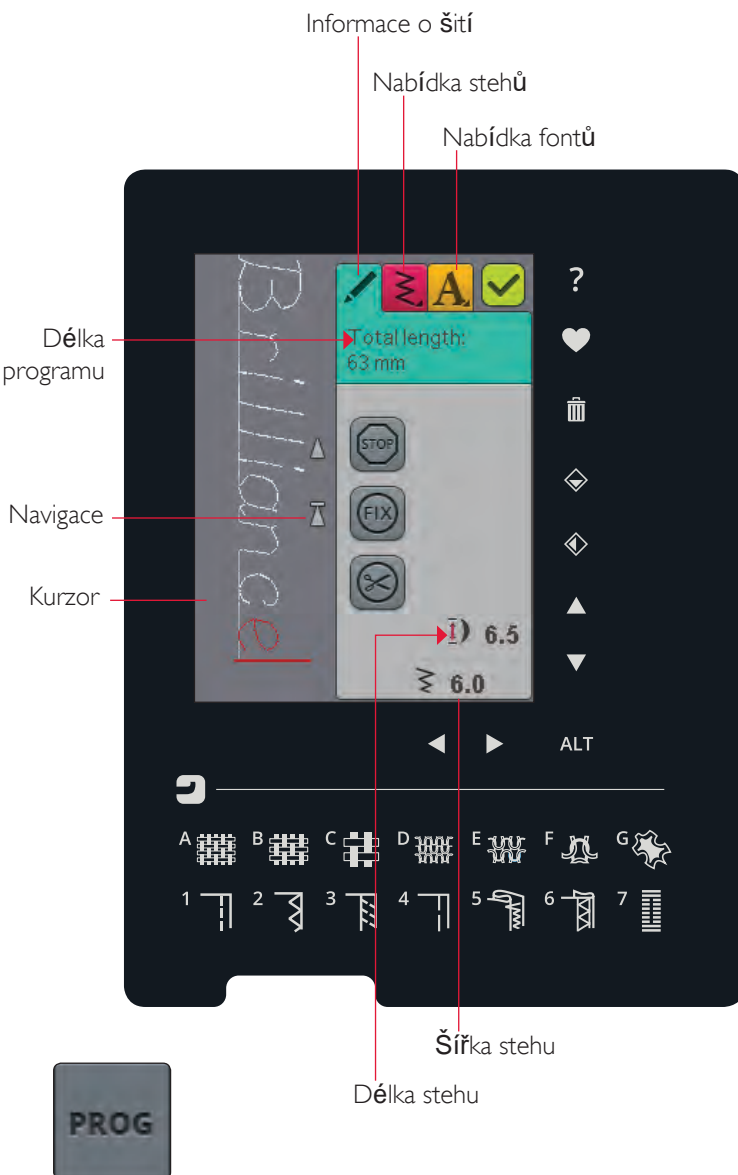 Informace o šití
Nabídka stehů
Nabídka fontů
Brilliance
A
?
Délka
programu
Total length:
63 mm
STOP
Navigace
FIX
Kurzor
6.5
6.0
ALT
A B C D E F G
1 2 3 4 5 6 7
Šířka stehu
Délka stehu
PROG